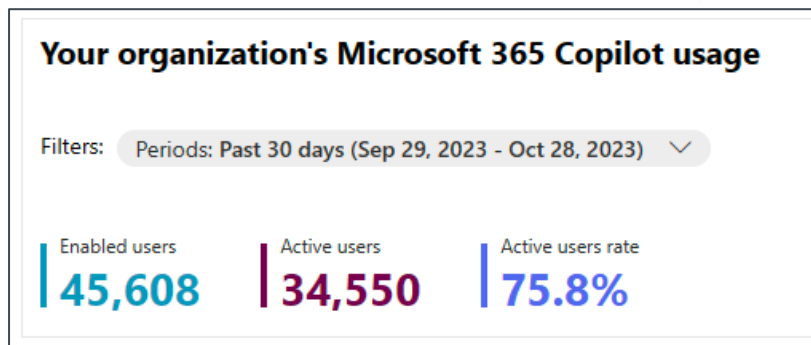 Your organization's Microsoft 365 Copilot usage
Filters: Periods: Past 30 days (Sep 29, 2023 - Oct 28, 2023)
Enabled users Active users Active users rate
45,608 34,550 75.8%